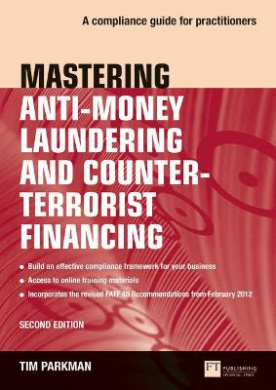 A compliance guide for practitioners
MASTERING
ANTI-MONEY
LAUNDERING
AND COUNTER-
TERRORIST
FINANCING
• Build an effective compliance framework for your business
• Access to online training materials
• Incorporates the revised FATF 40 Recommendations from February 2012
SECOND EDITION
TIM PARKMAN
FT
PUBLISHING
FINANCIAL TIMES